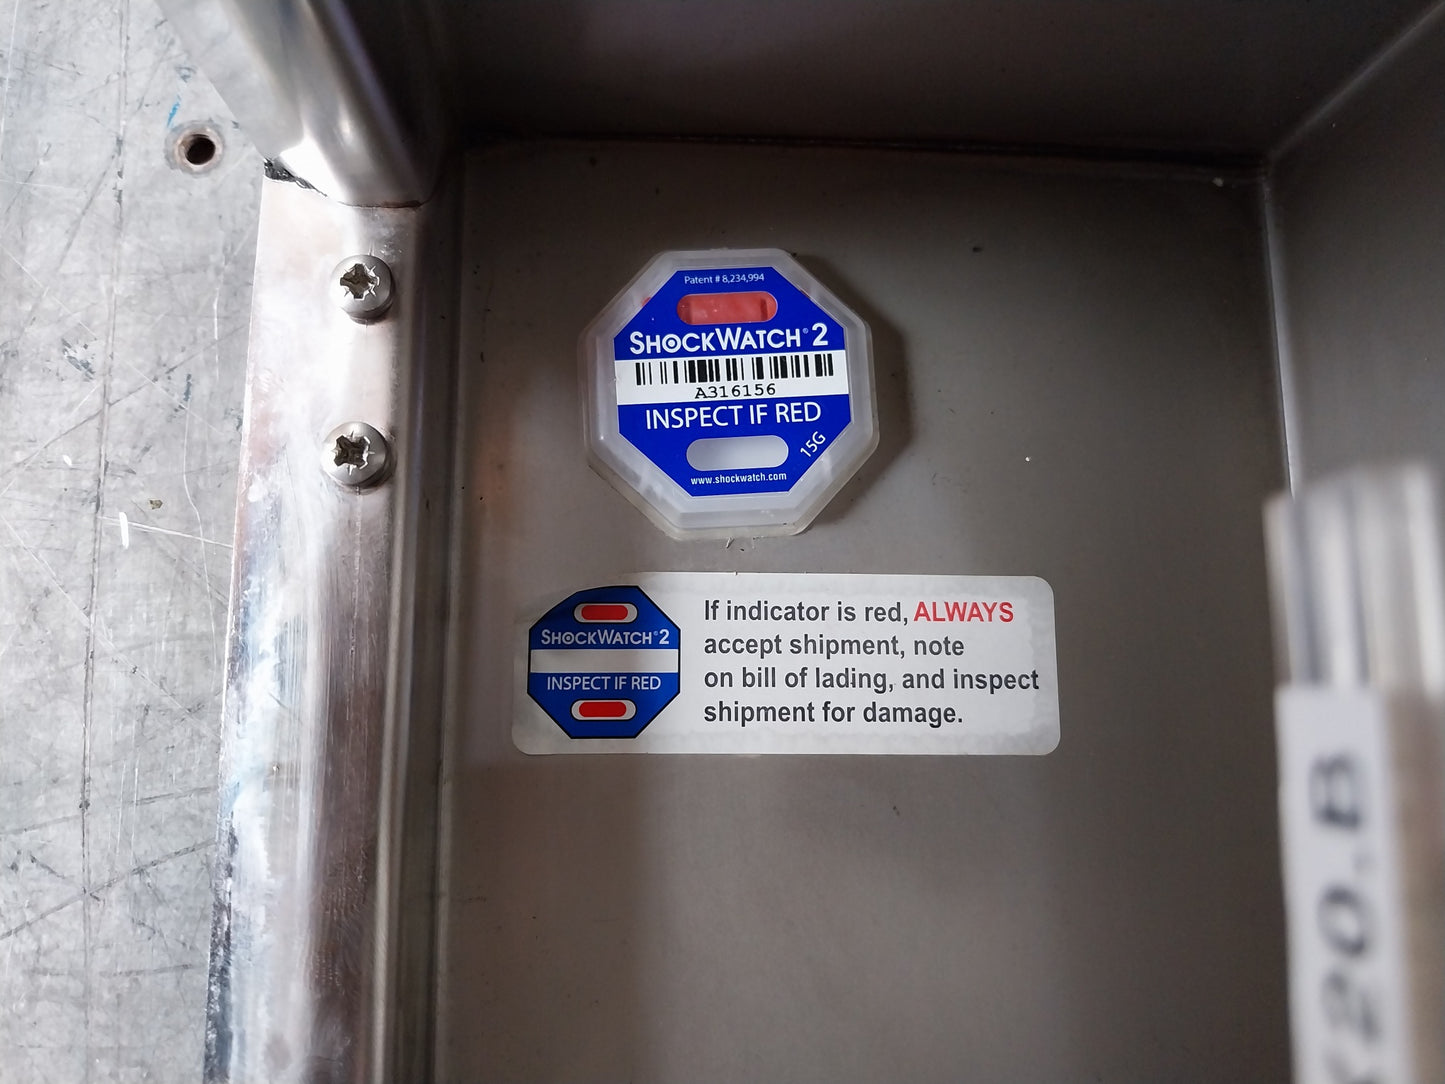 Patent # 8,234,994
SHOCKWATCH® 2
A316156
INSPECT IF RED
15G
www.shockwatch.com
SHOCKWATCH® 2
INSPECT IF RED
If indicator is red, ALWAYS
accept shipment, note
on bill of lading, and inspect
shipment for damage.